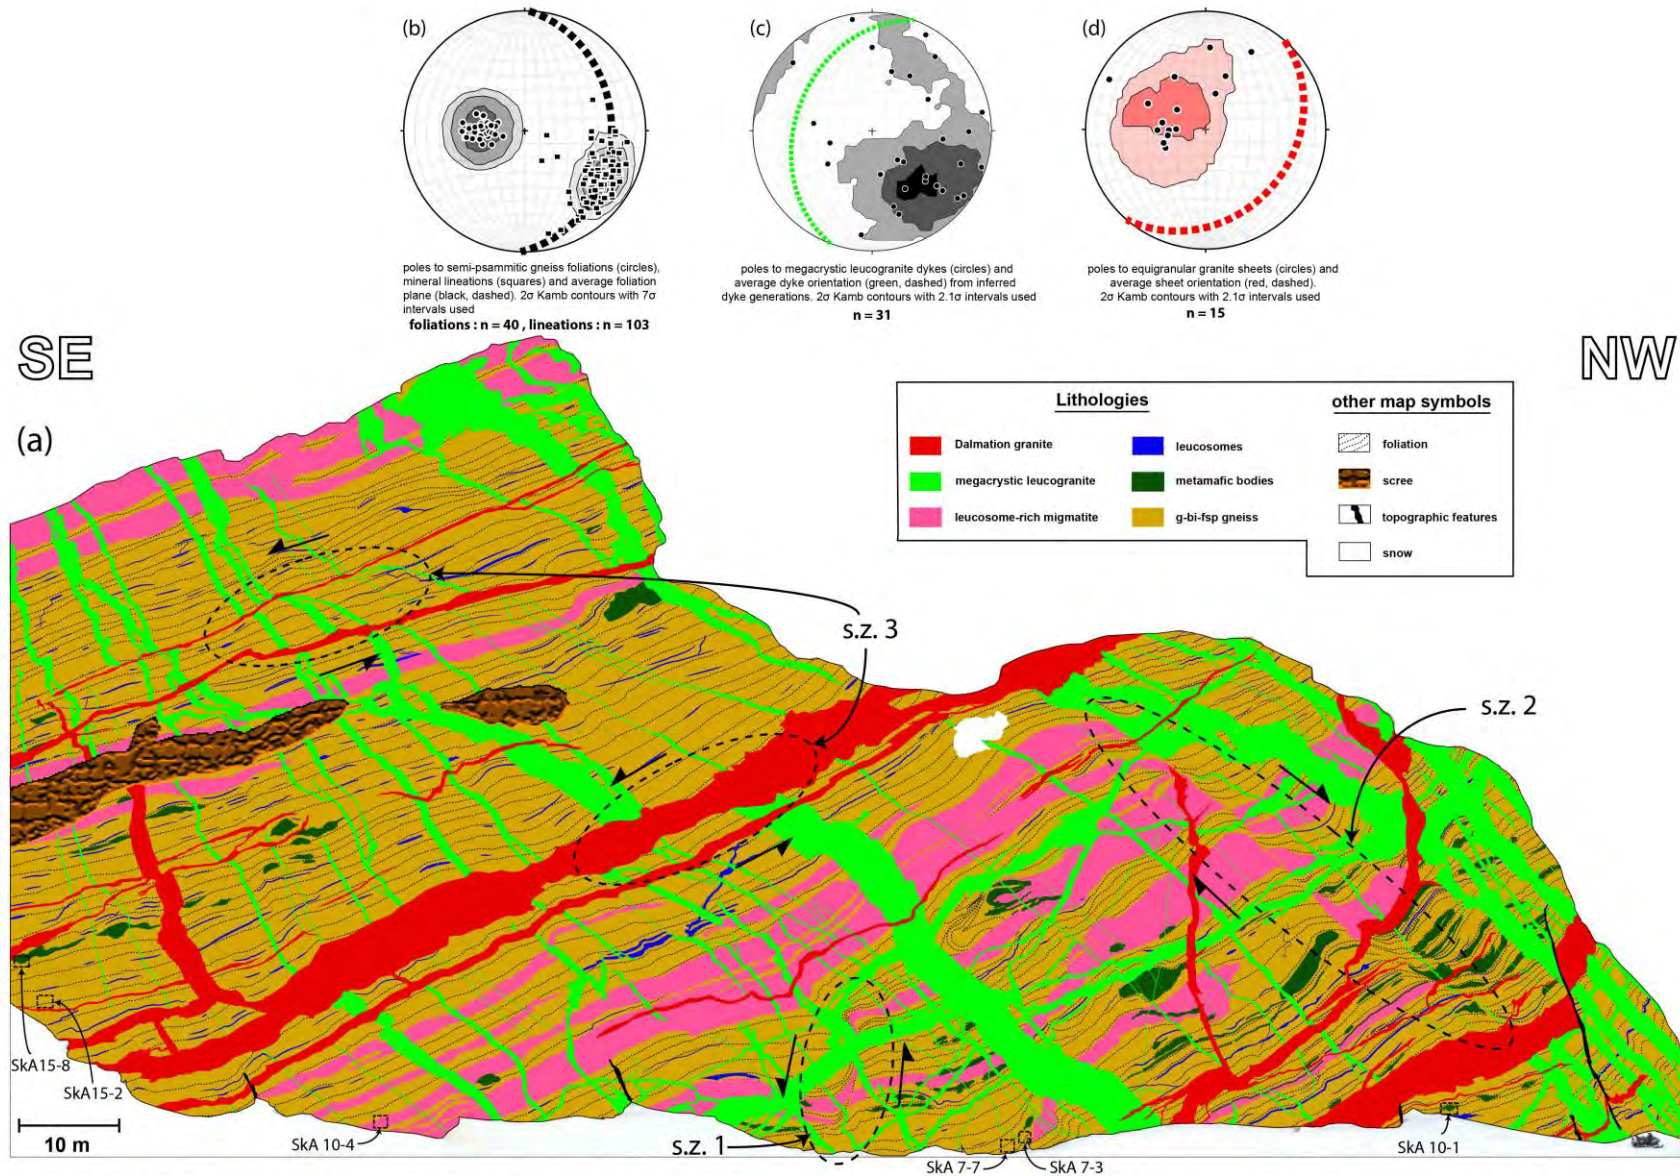 (b)
(c)
(d)
poles to semi-psammitic gneiss foliations (circles),
mineral lineations (squares) and average foliation
plane (black, dashed). 2σ Kamb contours with 7σ
intervals used
foliations : n = 40 , lineations : n = 103
poles to megacrystic leucogranite dykes (circles) and
average dyke orientation (green, dashed) from inferred
dyke generations. 2σ Kamb contours with 2.1σ intervals used
n = 31
poles to equigranular granite sheets (circles) and
average sheet orientation (red, dashed).
2σ Kamb contours with 2.1σ intervals used
n = 15
SE
NW
(a)
Lithologies
Dalmation granite
megacrystic leucogranite
leucosome-rich migmatite
leucosomes
metamafic bodies
g-bi-fsp gneiss
other map symbols
foliation
scree
topographic features
snow
s.z. 3
s.z. 2
s.z. 1
SkA15-8
SkA15-2
10 m
SkA 10-4
SkA 7-7
SkA 7-3
SkA 10-1